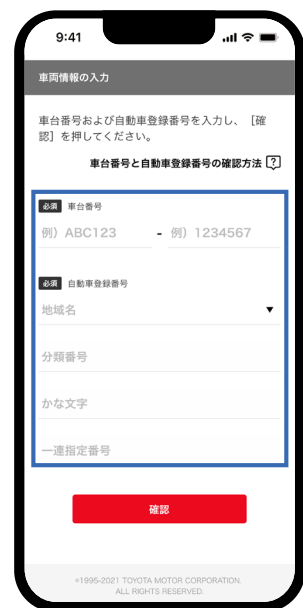 9:41
車両情報の入力
車台番号および自動車登録番号を入力し、［確
認］を押してください。
車台番号と自動車登録番号の確認方法 ?
必須 車台番号
例）ABC123 - 例）1234567
必須 自動車登録番号
地域名 ▼
分類番号
かな文字
一連指定番号
確認
©1995-2021 TOYOTA MOTOR CORPORATION.
ALL RIGHTS RESERVED.